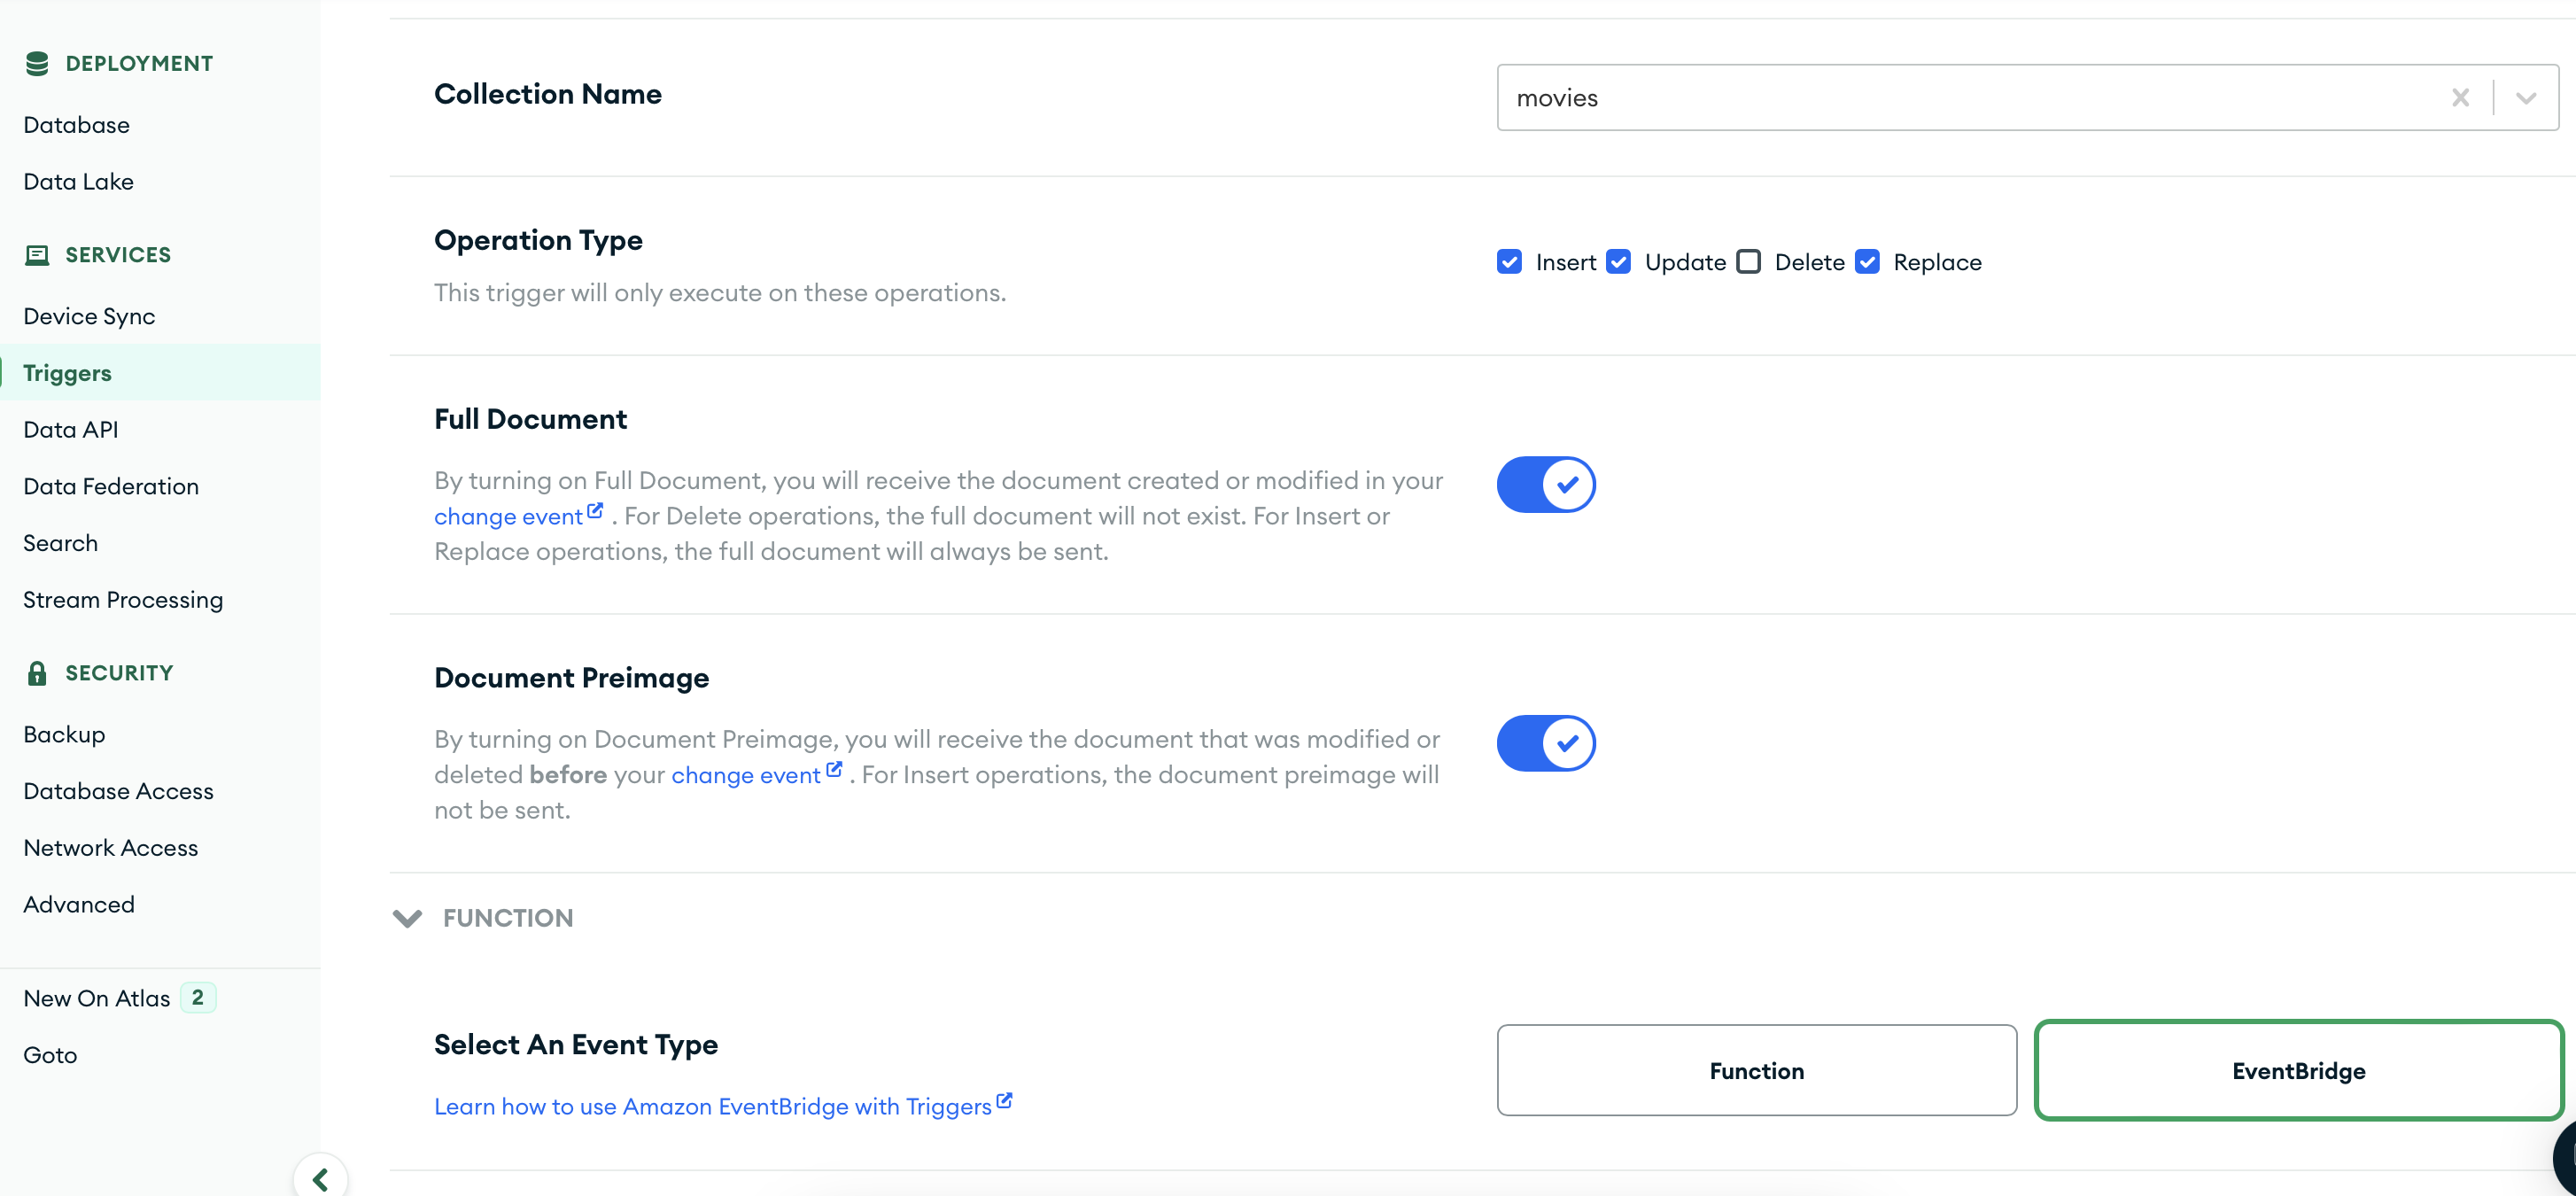 DEPLOYMENT
Database
Data Lake
SERVICES
Device Sync
Triggers
Data API
Data Federation
Search
Stream Processing
SECURITY
Backup
Database Access
Network Access
Advanced
New On Atlas 2
Goto
Collection Name
movies
Operation Type
This trigger will only execute on these operations.
Insert Update Delete Replace
Full Document
By turning on Full Document, you will receive the document created or modified in your
change event . For Delete operations, the full document will not exist. For Insert or
Replace operations, the full document will always be sent.
Document Preimage
By turning on Document Preimage, you will receive the document that was modified or
deleted before your change event . For Insert operations, the document preimage will
not be sent.
FUNCTION
Select An Event Type
Learn how to use Amazon EventBridge with Triggers
Function
EventBridge